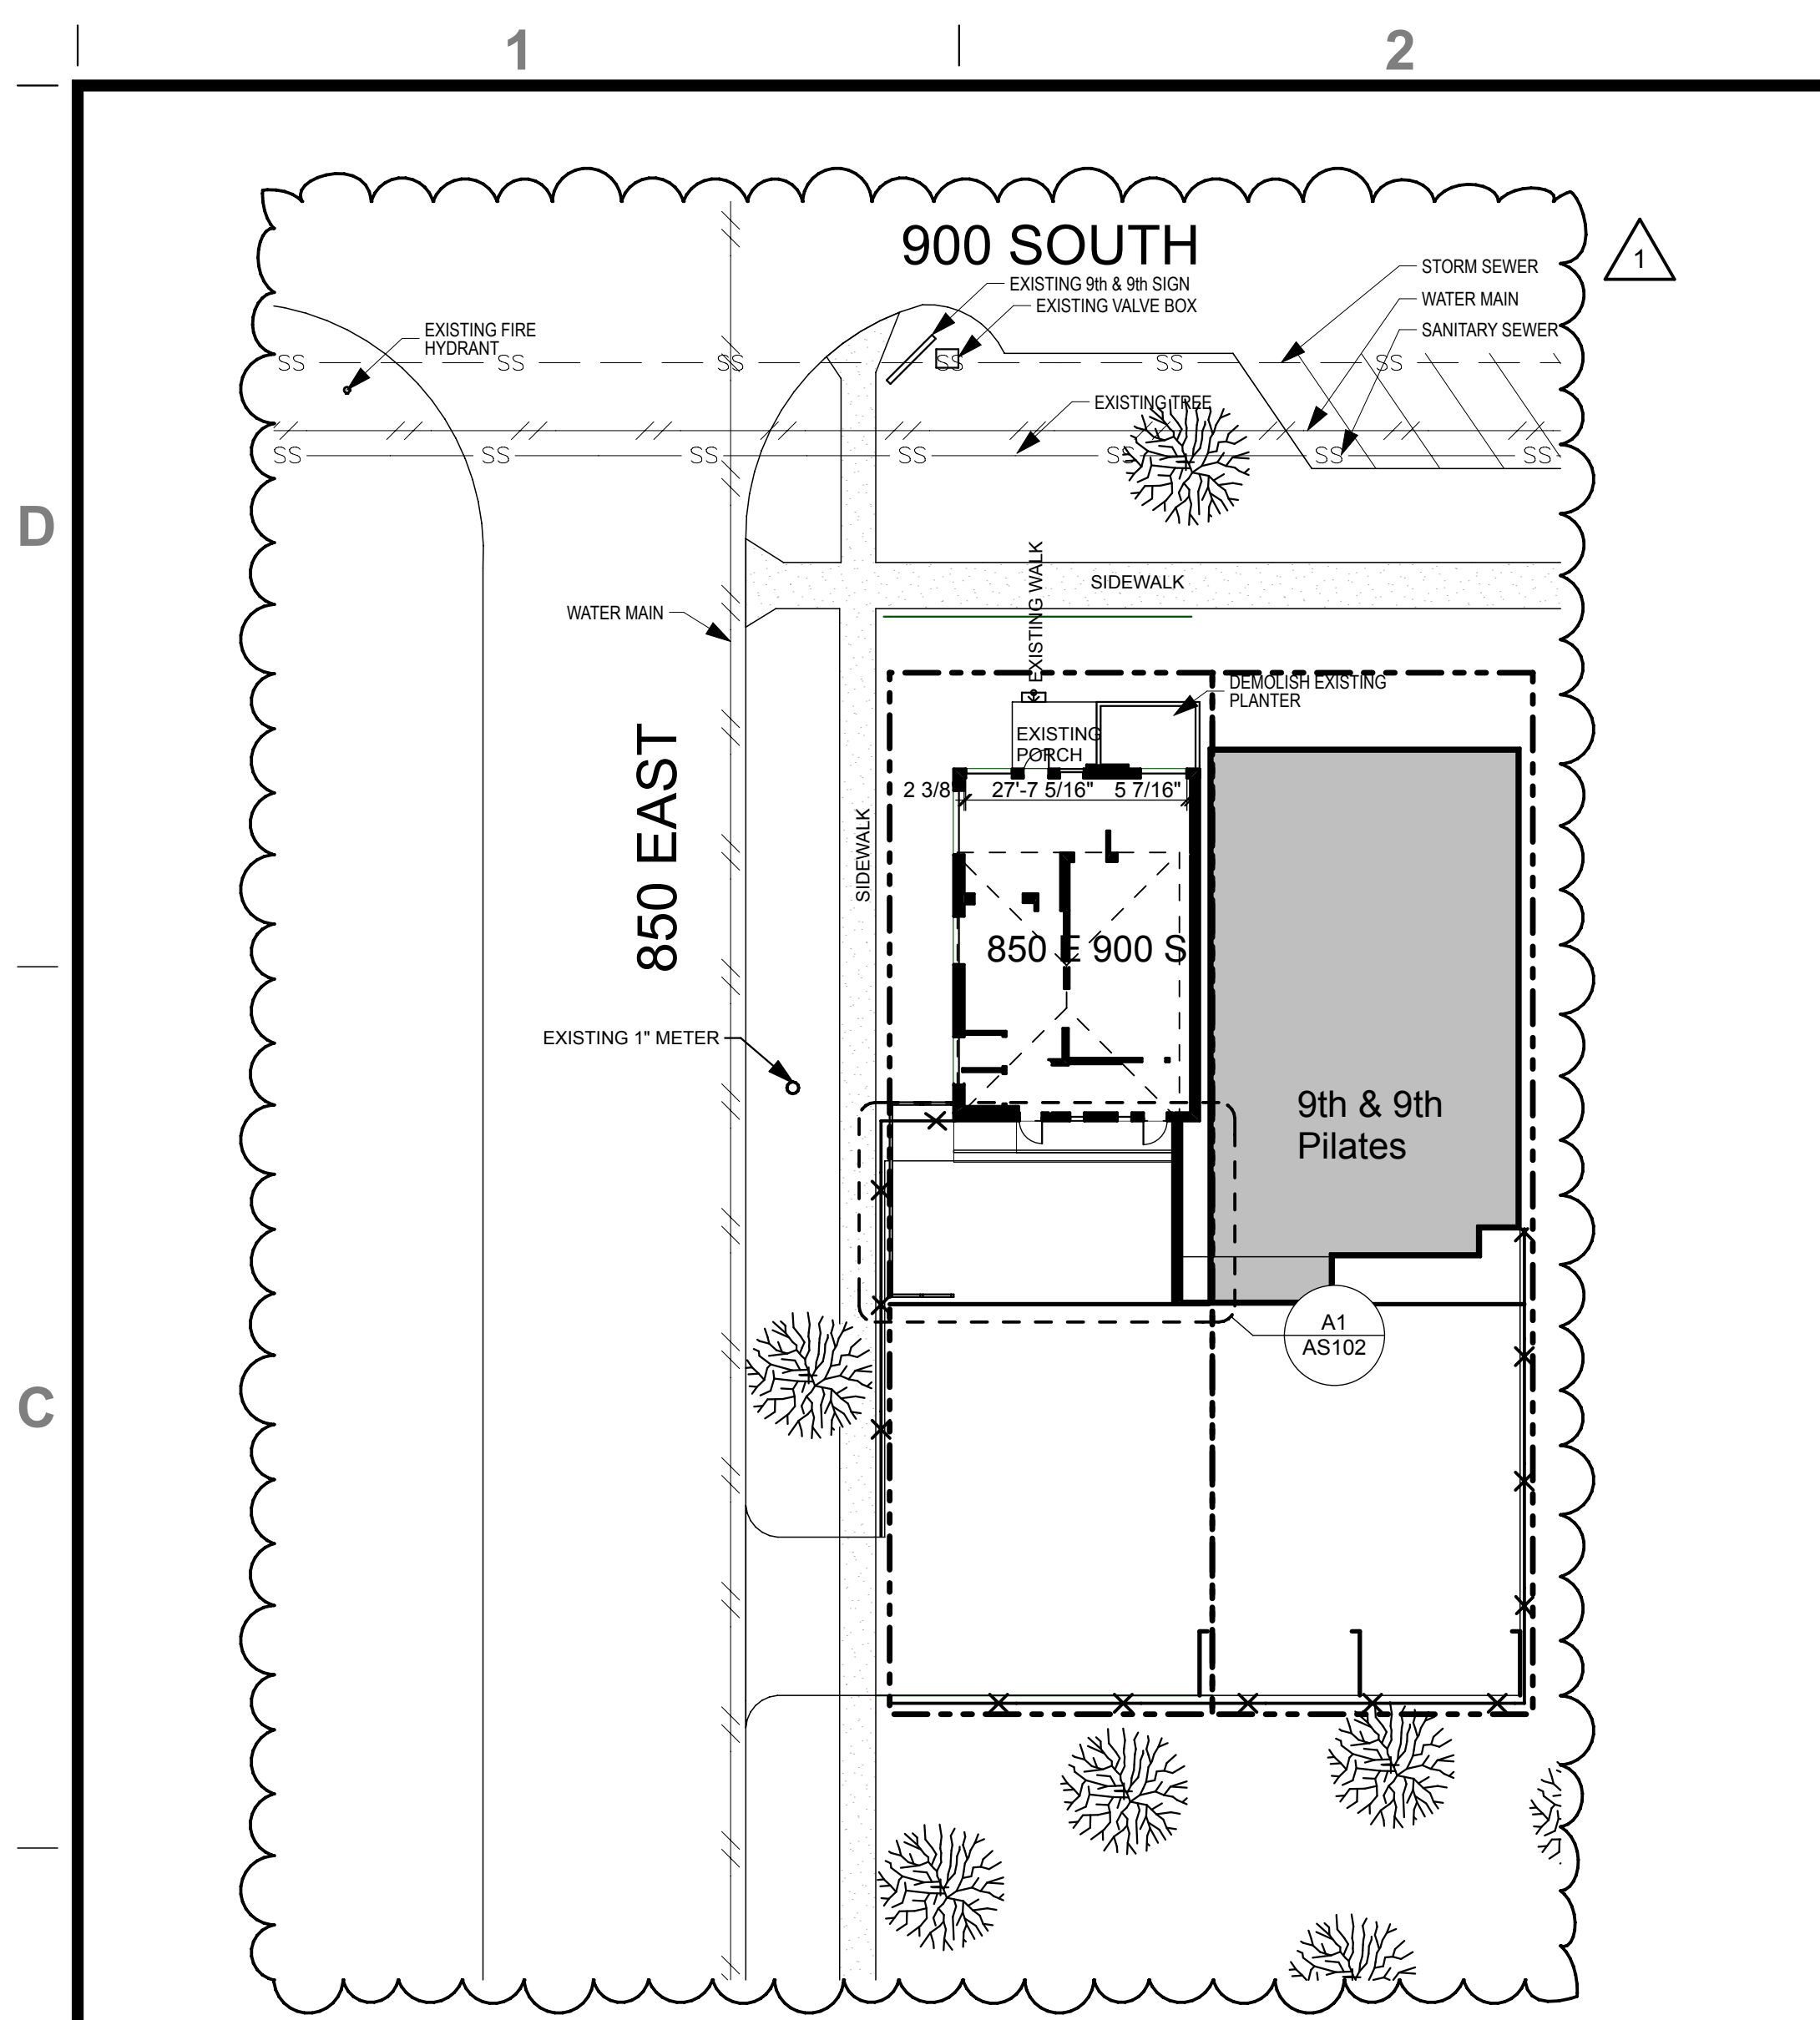 1
2
900 SOUTH
1
EXISTING 9th & 9th SIGN
EXISTING VALVE BOX
STORM SEWER
WATER MAIN
SANITARY SEWER
EXISTING FIRE
HYDRANT
SS SS SS SS SS SS
EXISTING TREE
SS SS SS SS SS SS SS
D
EXISTING WALK
SIDEWALK
WATER MAIN
DEMOLISH EXISTING
PLANTER
EXISTING
PORCH
2 3/8" 27'-7 5/16" 5 7/16"
850 EAST
SIDEWALK
850 E 900 S
EXISTING 1" METER
9th & 9th
Pilates
A1
AS102
C